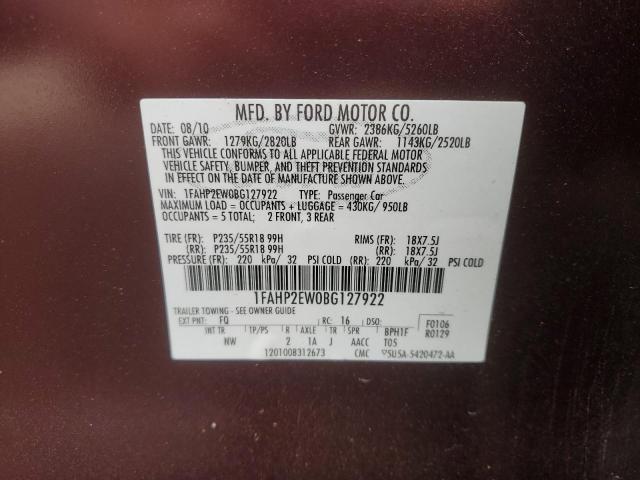 MFD. BY FORD MOTOR CO.
DATE: 08/10 GVWR: 2386KG/5260LB
FRONT GAWR: 1279KG/2820LB REAR GAWR: 1143KG/2520LB
THIS VEHICLE CONFORMS TO ALL APPLICABLE FEDERAL MOTOR
VEHICLE SAFETY, BUMPER, AND THEFT PREVENTION STANDARDS
IN EFFECT ON THE DATE OF MANUFACTURE SHOWN ABOVE.
VIN: 1FAHP2EW0BG127922 TYPE: Passenger Car
MAXIMUM LOAD = OCCUPANTS + LUGGAGE = 430KG/ 950LB
OCCUPANTS = 5 TOTAL; 2 FRONT, 3 REAR
TIRE (FR): P235/55R18 99H RIMS (FR): 18X7.5J
(RR): P235/55R18 99H (RR): 18X7.5J
PRESSURE (FR): 220 kPa/ 32 PSI COLD (RR): 220 kPa/ 32 PSI COLD
1FAHP2EW0BG127922
TRAILER TOWING - SEE OWNER GUIDE
EXT PNT: FQ RC: 16 DSO: F0106
INT TR TP/PS R AX TR SPR BPH1F R0129
NW 2 1A J AACC T05
1201008312673 CMC 5U5A-5420472-AA